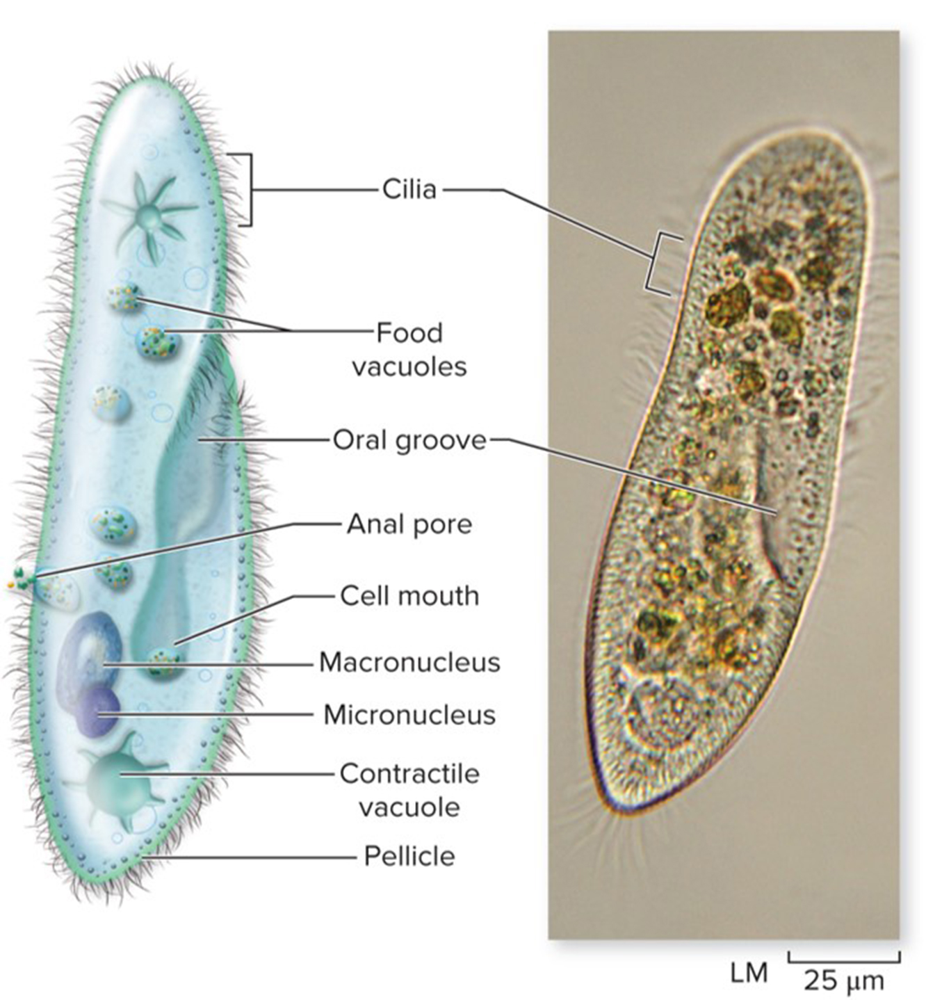 Cilia
Food
vacuoles
Oral groove
Anal pore
Cell mouth
Macronucleus
Micronucleus
Contractile
vacuole
Pellicle
LM
25 μm